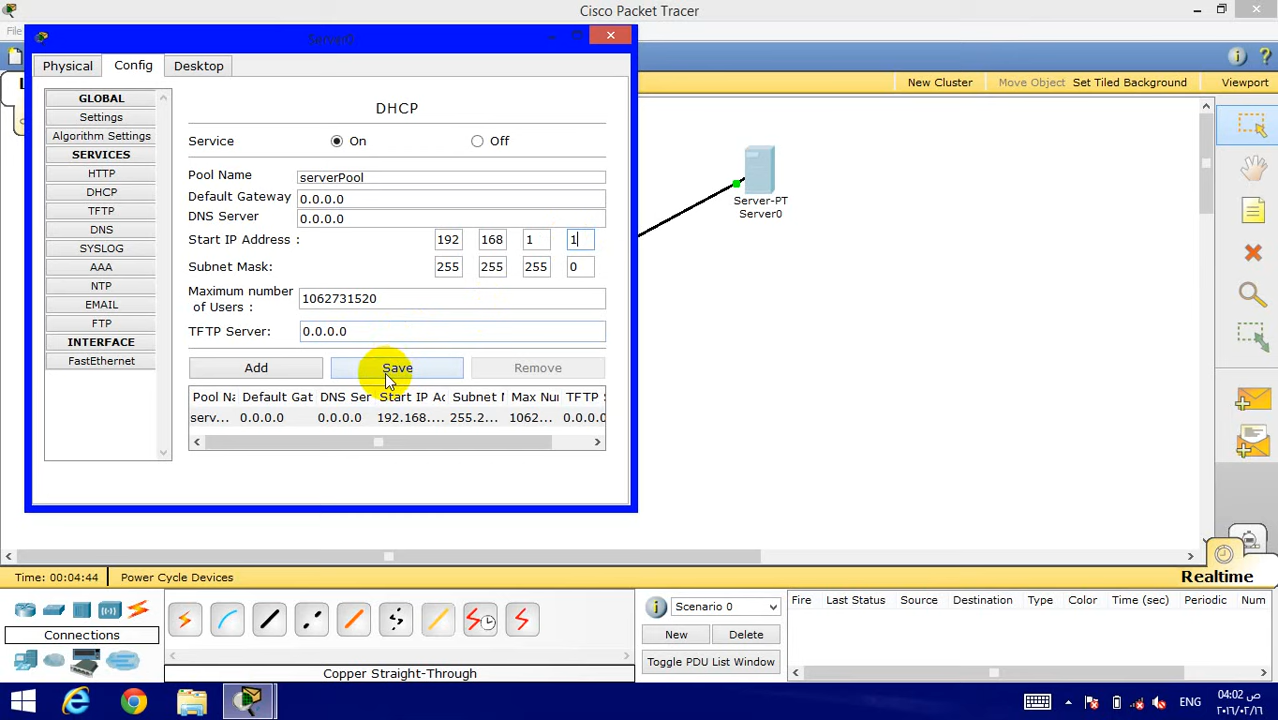 Cisco Packet Tracer
File
New Cluster
Move Object
Set Tiled Background
Viewport
Physical
Config
Desktop
GLOBAL
Settings
Algorithm Settings
SERVICES
HTTP
DHCP
TFTP
DNS
SYSLOG
AAA
NTP
EMAIL
FTP
INTERFACE
FastEthernet
DHCP
Service On Off
Pool Name serverPool
Default Gateway 0.0.0.0
DNS Server 0.0.0.0
Start IP Address : 192 168 1 1
Subnet Mask: 255 255 255 0
Maximum number
of Users : 1062731520
TFTP Server: 0.0.0.0
Add Save Remove
Pool Na Default Gat DNS Ser Start IP Ad Subnet M Max Num TFTP S
serv... 0.0.0.0 0.0.0.0 192.168.... 255.2... 1062... 0.0.0.0
Server-PT
Server0
Time: 00:04:44 Power Cycle Devices
Realtime
Connections
Copper Straight-Through
Scenario 0
New Delete
Toggle PDU List Window
Fire Last Status Source Destination Type Color Time (sec) Periodic Num
ENG
04:02 ص
٢٠١٦/٠٢/١٦